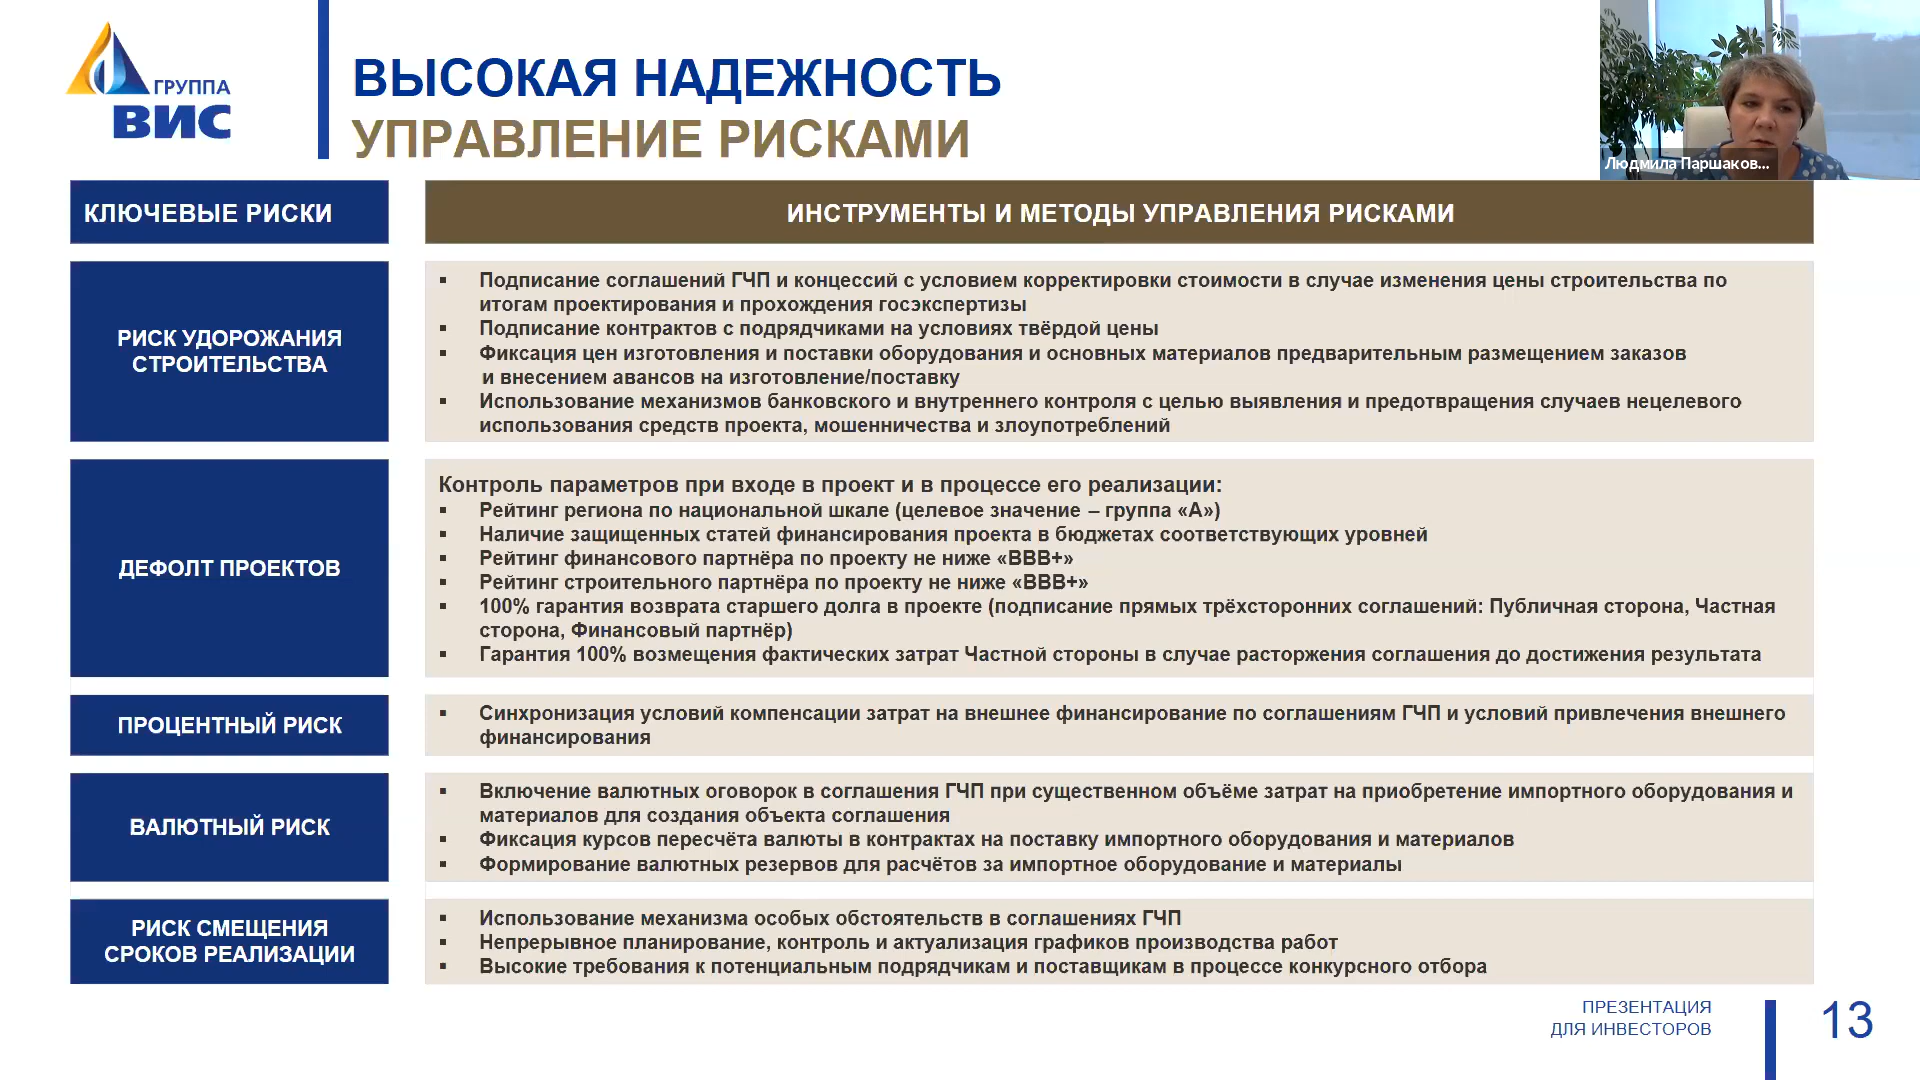 ГРУППА
ВИС
ВЫСОКАЯ НАДЕЖНОСТЬ
УПРАВЛЕНИЕ РИСКАМИ
Людмила Паршаков...
КЛЮЧЕВЫЕ РИСКИ
ИНСТРУМЕНТЫ И МЕТОДЫ УПРАВЛЕНИЯ РИСКАМИ
РИСК УДОРОЖАНИЯ
СТРОИТЕЛЬСТВА
▪ Подписание соглашений ГЧП и концессий с условием корректировки стоимости в случае изменения цены строительства по
итогам проектирования и прохождения госэкспертизы
▪ Подписание контрактов с подрядчиками на условиях твёрдой цены
▪ Фиксация цен изготовления и поставки оборудования и основных материалов предварительным размещением заказов
и внесением авансов на изготовление/поставку
▪ Использование механизмов банковского и внутреннего контроля с целью выявления и предотвращения случаев нецелевого
использования средств проекта, мошенничества и злоупотреблений
ДЕФОЛТ ПРОЕКТОВ
Контроль параметров при входе в проект и в процессе его реализации:
▪ Рейтинг региона по национальной шкале (целевое значение – группа «А»)
▪ Наличие защищенных статей финансирования проекта в бюджетах соответствующих уровней
▪ Рейтинг финансового партнёра по проекту не ниже «ВВВ+»
▪ Рейтинг строительного партнёра по проекту не ниже «ВВВ+»
▪ 100% гарантия возврата старшего долга в проекте (подписание прямых трёхсторонних соглашений: Публичная сторона, Частная
сторона, Финансовый партнёр)
▪ Гарантия 100% возмещения фактических затрат Частной стороны в случае расторжения соглашения до достижения результата
ПРОЦЕНТНЫЙ РИСК
▪ Синхронизация условий компенсации затрат на внешнее финансирование по соглашениям ГЧП и условий привлечения внешнего
финансирования
ВАЛЮТНЫЙ РИСК
▪ Включение валютных оговорок в соглашения ГЧП при существенном объёме затрат на приобретение импортного оборудования и
материалов для создания объекта соглашения
▪ Фиксация курсов пересчёта валюты в контрактах на поставку импортного оборудования и материалов
▪ Формирование валютных резервов для расчётов за импортное оборудование и материалы
РИСК СМЕЩЕНИЯ
СРОКОВ РЕАЛИЗАЦИИ
▪ Использование механизма особых обстоятельств в соглашениях ГЧП
▪ Непрерывное планирование, контроль и актуализация графиков производства работ
▪ Высокие требования к потенциальным подрядчикам и поставщикам в процессе конкурсного отбора
ПРЕЗЕНТАЦИЯ
ДЛЯ ИНВЕСТОРОВ
13